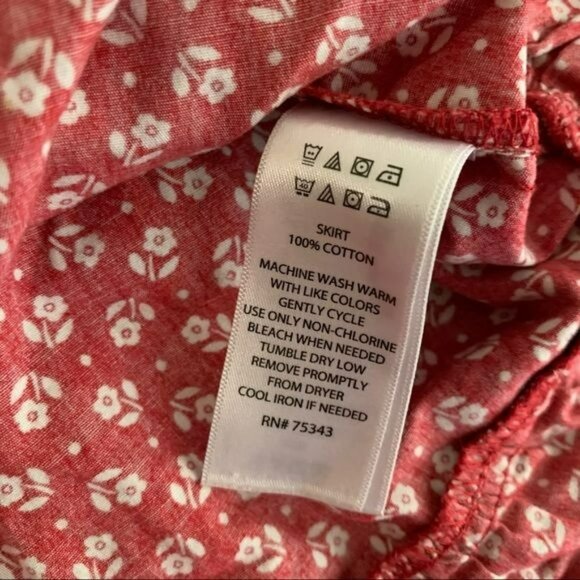 40
SKIRT
100% COTTON
MACHINE WASH WARM
WITH LIKE COLORS
GENTLY CYCLE
USE ONLY NON-CHLORINE
BLEACH WHEN NEEDED
TUMBLE DRY LOW
REMOVE PROMPTLY
FROM DRYER
COOL IRON IF NEEDED
RN# 75343